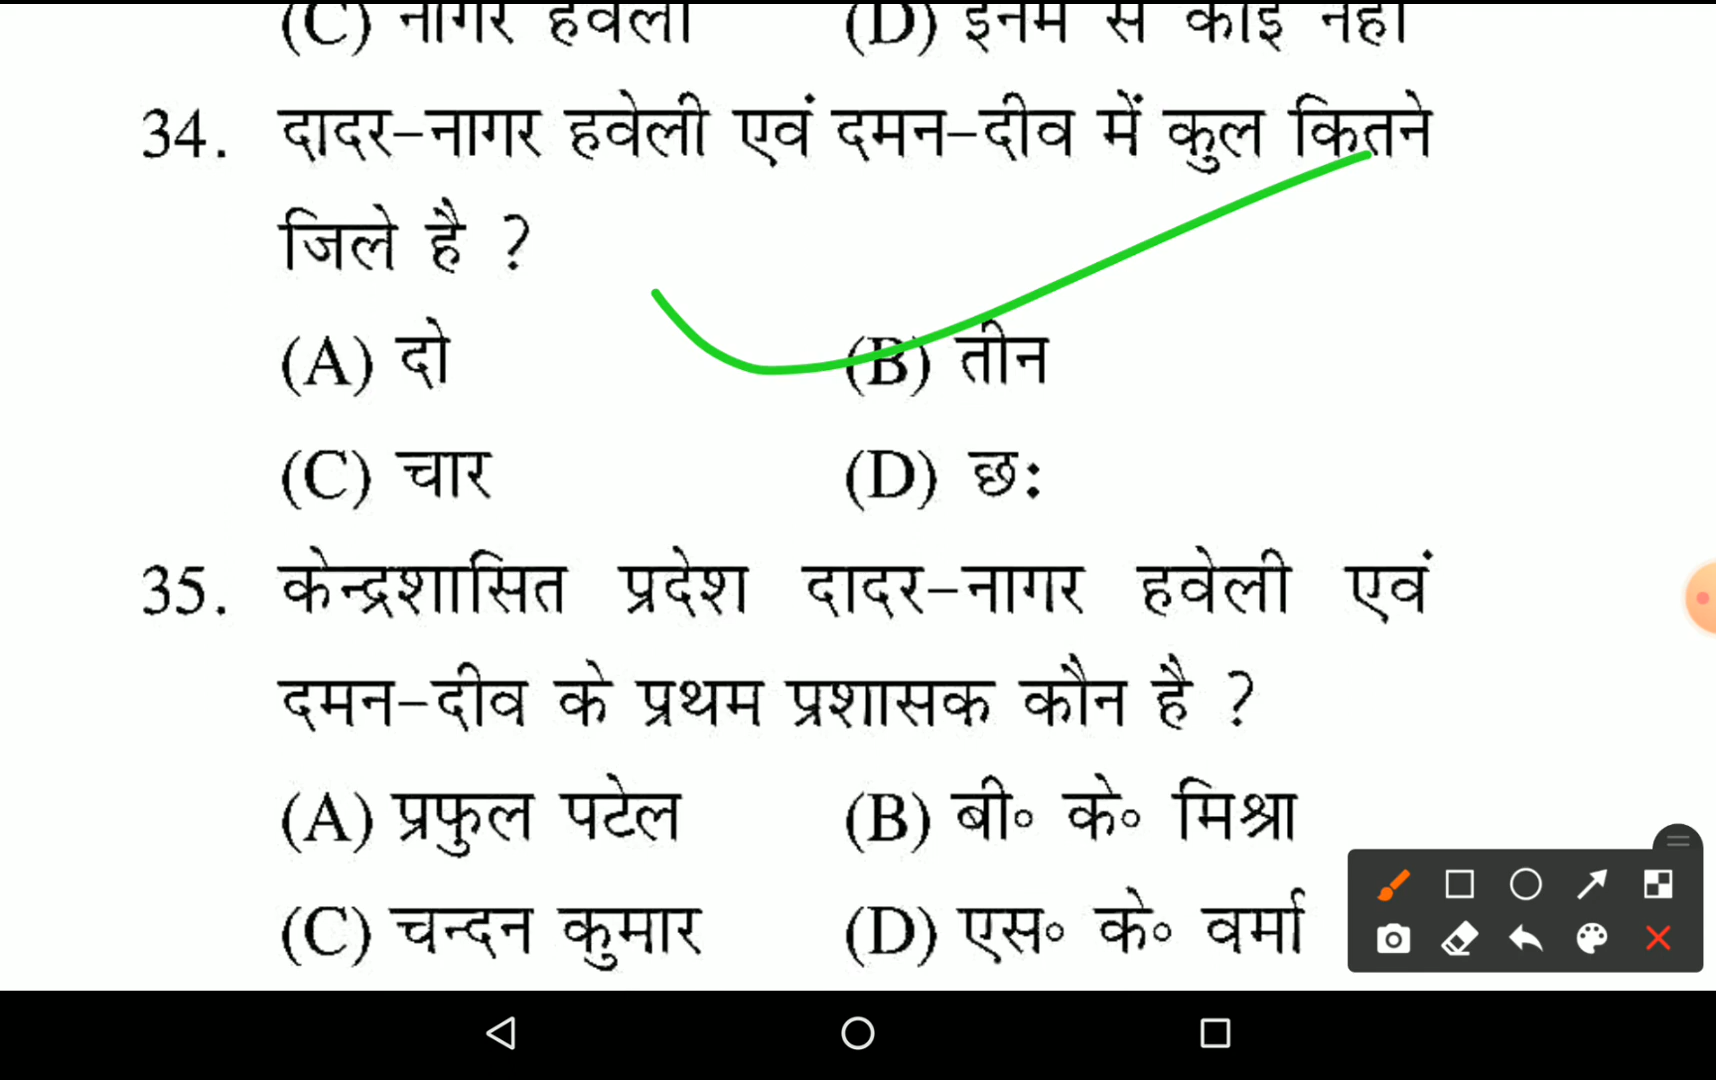 (C) नागर हवेली (D) इनमें से कोई नहीं
34. दादर-नागर हवेली एवं दमन-दीव में कुल कितने
जिले है ?
(A) दो (B) तीन
(C) चार (D) छः
35. केन्द्रशासित प्रदेश दादर-नागर हवेली एवं
दमन-दीव के प्रथम प्रशासक कौन है ?
(A) प्रफुल पटेल (B) बी॰ के॰ मिश्रा
(C) चन्दन कुमार (D) एस॰ के॰ वर्मा